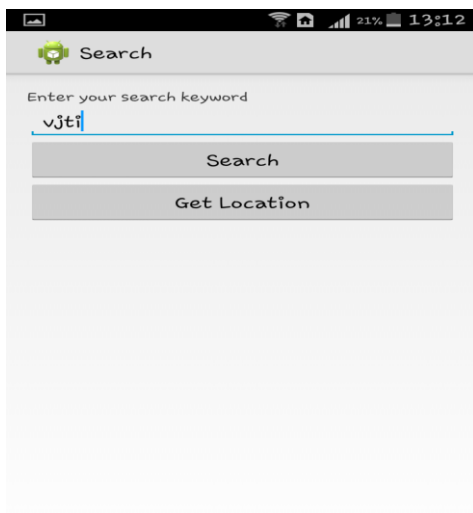 21% 13:12
Search
Enter your search keyword
vjti
Search
Get Location